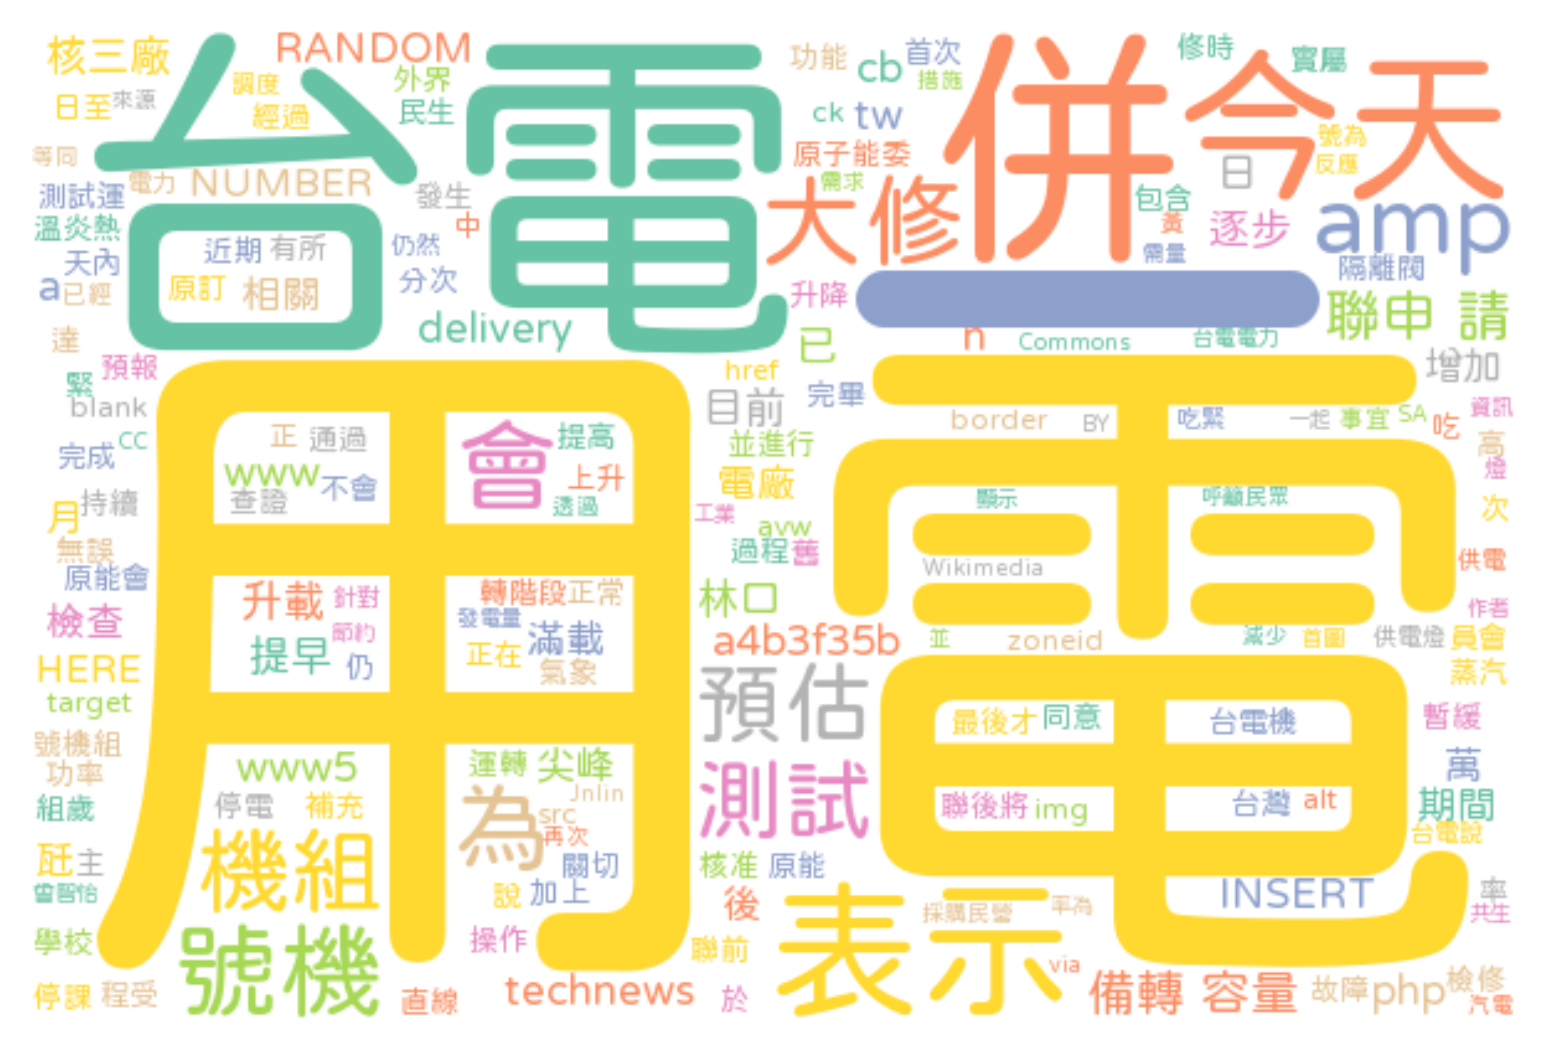 核三廠
RANDOM
台電
併
今天
功能
cb
首次
措施
修時
實屬
日至
來源
調度
經過
外界
民生
ck
tw
號為
反應
等同
電力
NUMBER
發生
原子能委
需求
日
包含
測試運
溫炎熱
近期
有所
仍然
中
大修
黃
逐步
amp
天內
a
已經
原訂
相關
分次
需量
隔離閥
升降
一
聯申
請
達
delivery
已
n
Commons
台電電力
增加
緊
預報
blank
用電
href
目前
完畢
border
BY
吃緊
一起
事宜
SA
吃
資訊
高
燈
完成
CC
正
通過
會
提高
並進行
www
查證
不會
上升
透過
電廠
顯示
呼籲民眾
次
月
持續
工業
avw
無誤
過程
舊
Wikimedia
供電
原能會
升載
針對
轉階段
正常
林口
檢查
提早
節約
仍
發電量
滿載
正在
氣象
a4b3f35b
並
zoneid
減少
首圖
供電燈
作者
員會
蒸汽
HERE
target
預估
最後才
同意
台電機
暫緩
號機組
功率
www5
運轉
尖峰
Jnlin
測試
萬
組歲
停電
補充
為
src
再次
聯後將
img
台灣
alt
期間
台電說
瓩
主
機組
關切
核准
原能
曾智怡
說
加上
後
表示
採購民營
率為
INSERT
率
共生
學校
號機
操作
聯前
via
停課
程受
直線
technews
於
備轉
容量
故障
php
檢修
汽電